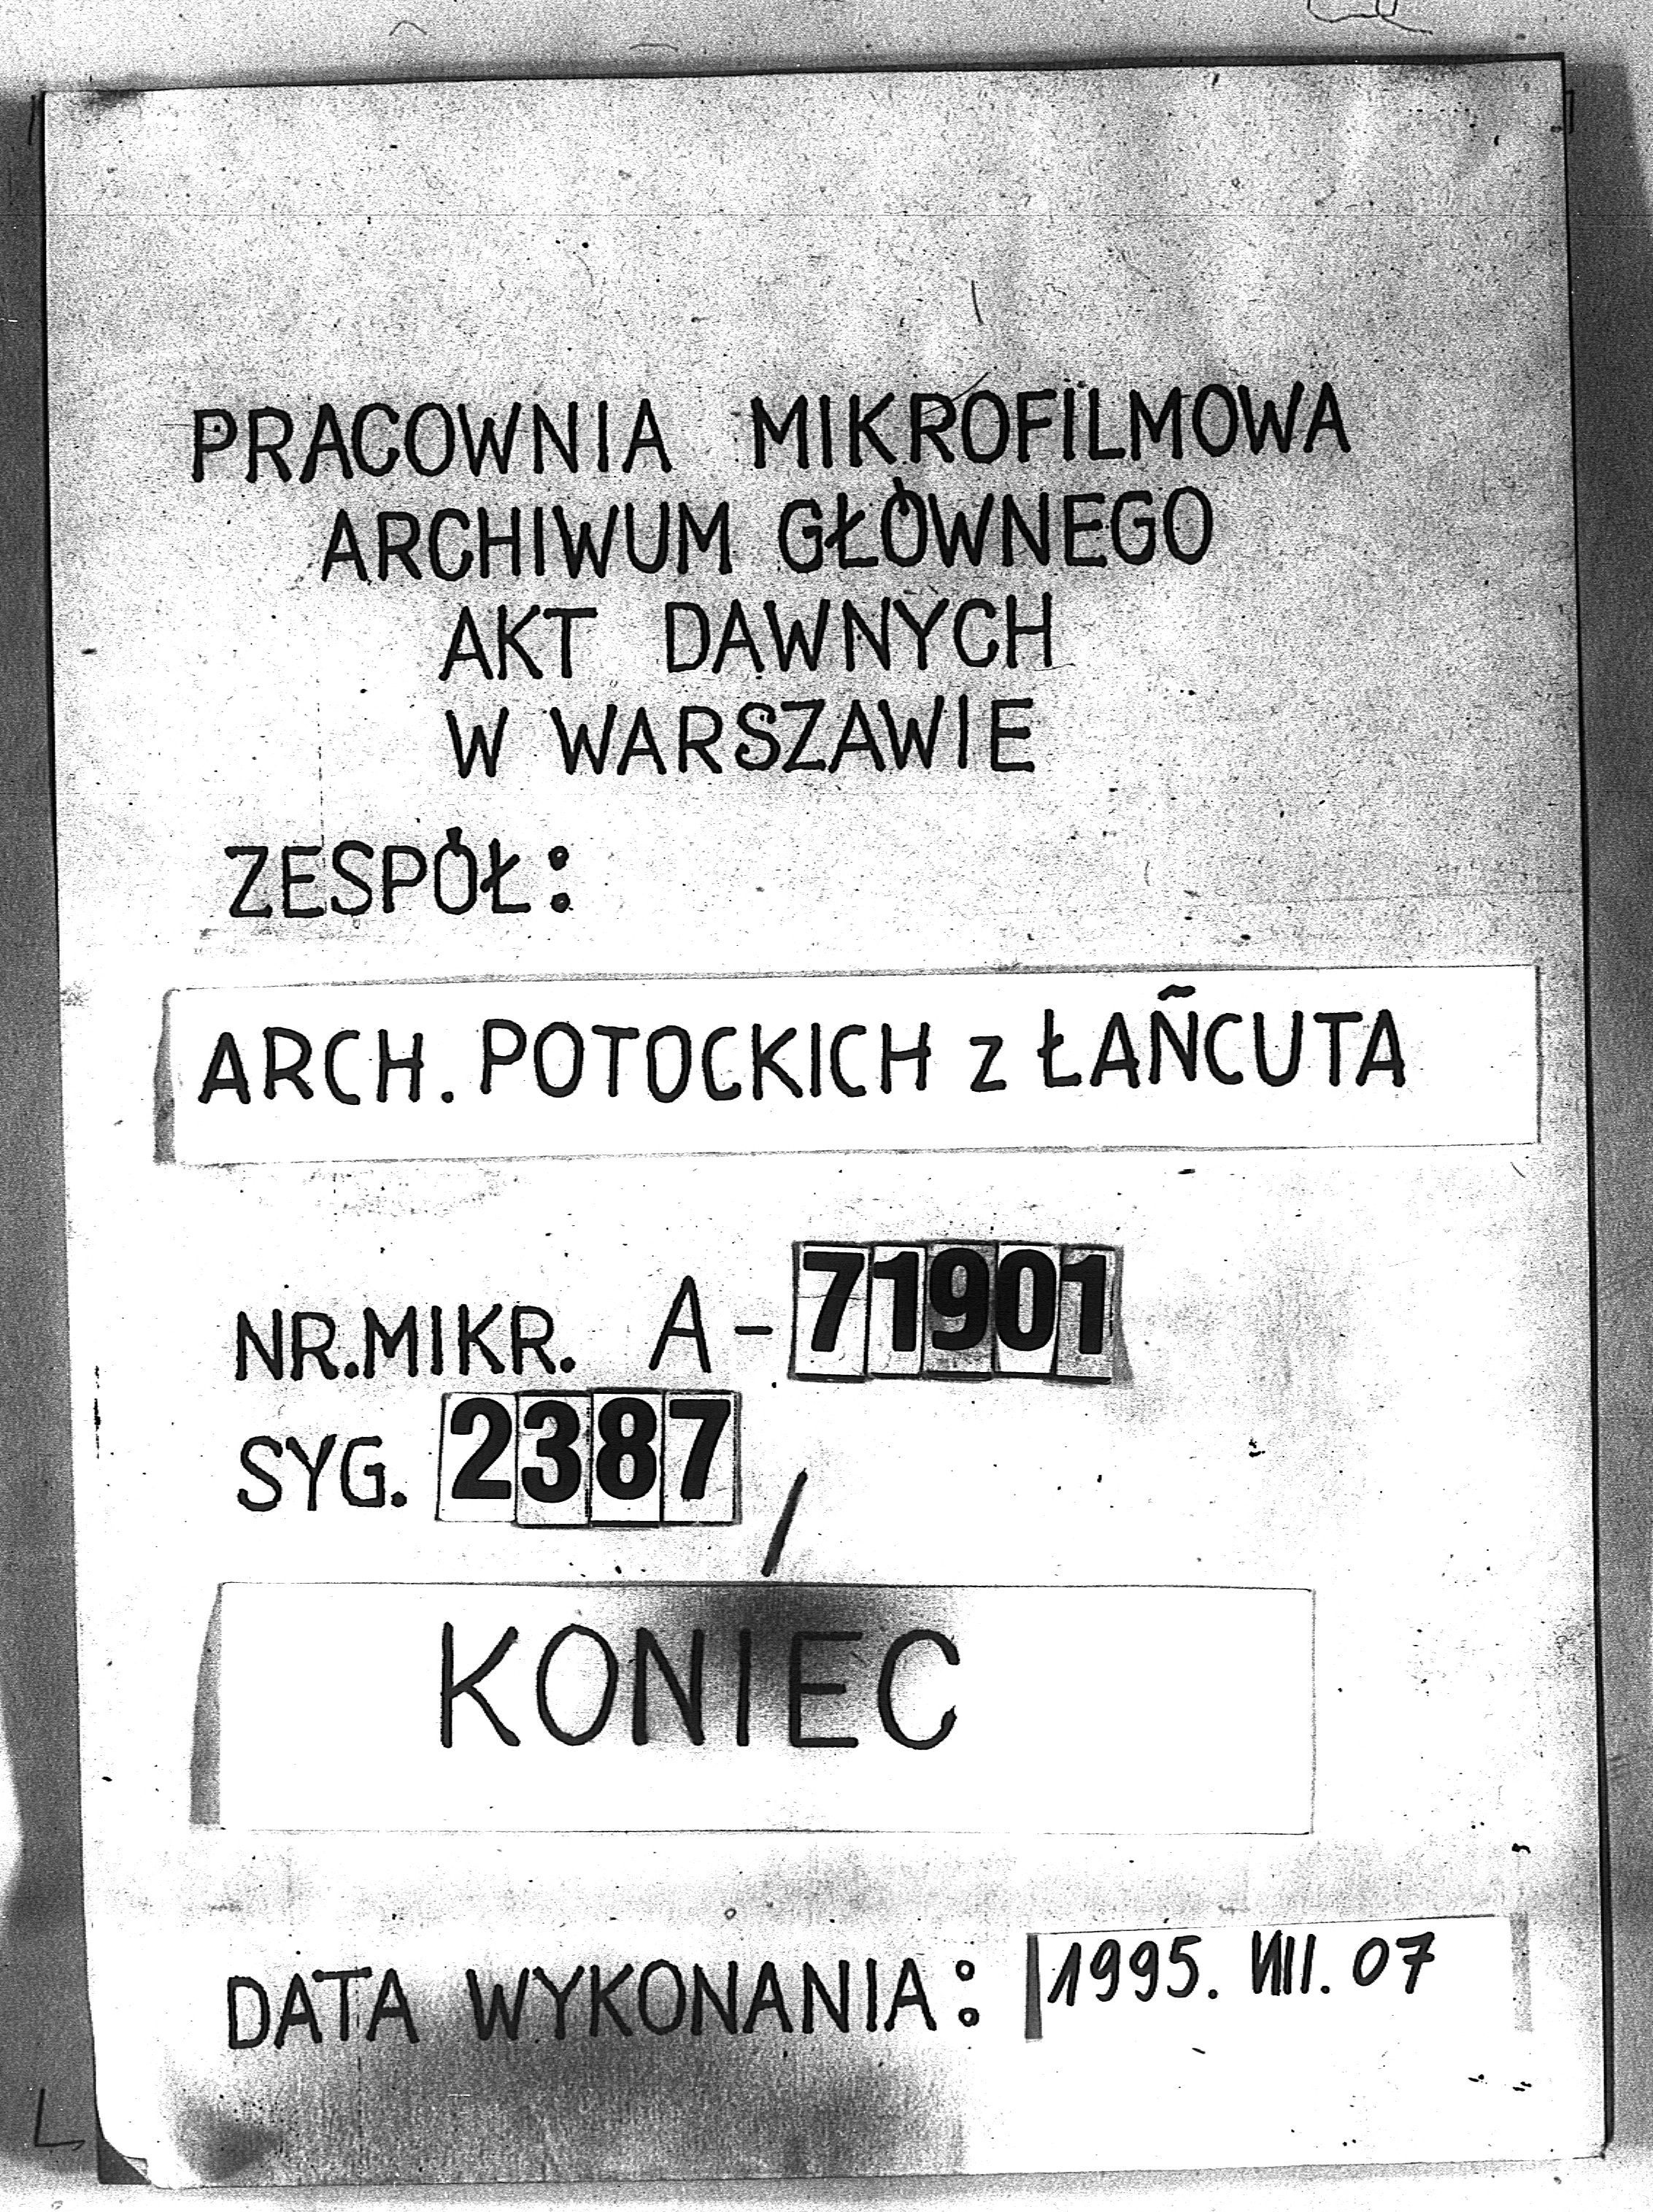 PRACOWNIA MIKROFILMOWA
ARCHIWUM GŁÓWNEGO
AKT DAWNYCH
W WARSZAWIE
ZESPÓŁ:
ARCH. POTOCKICH z ŁAŃCUTA
NR.MIKR. A-71901
SYG. 2387/
KONIEC
DATA WYKONANIA: 1995. VIII. 07